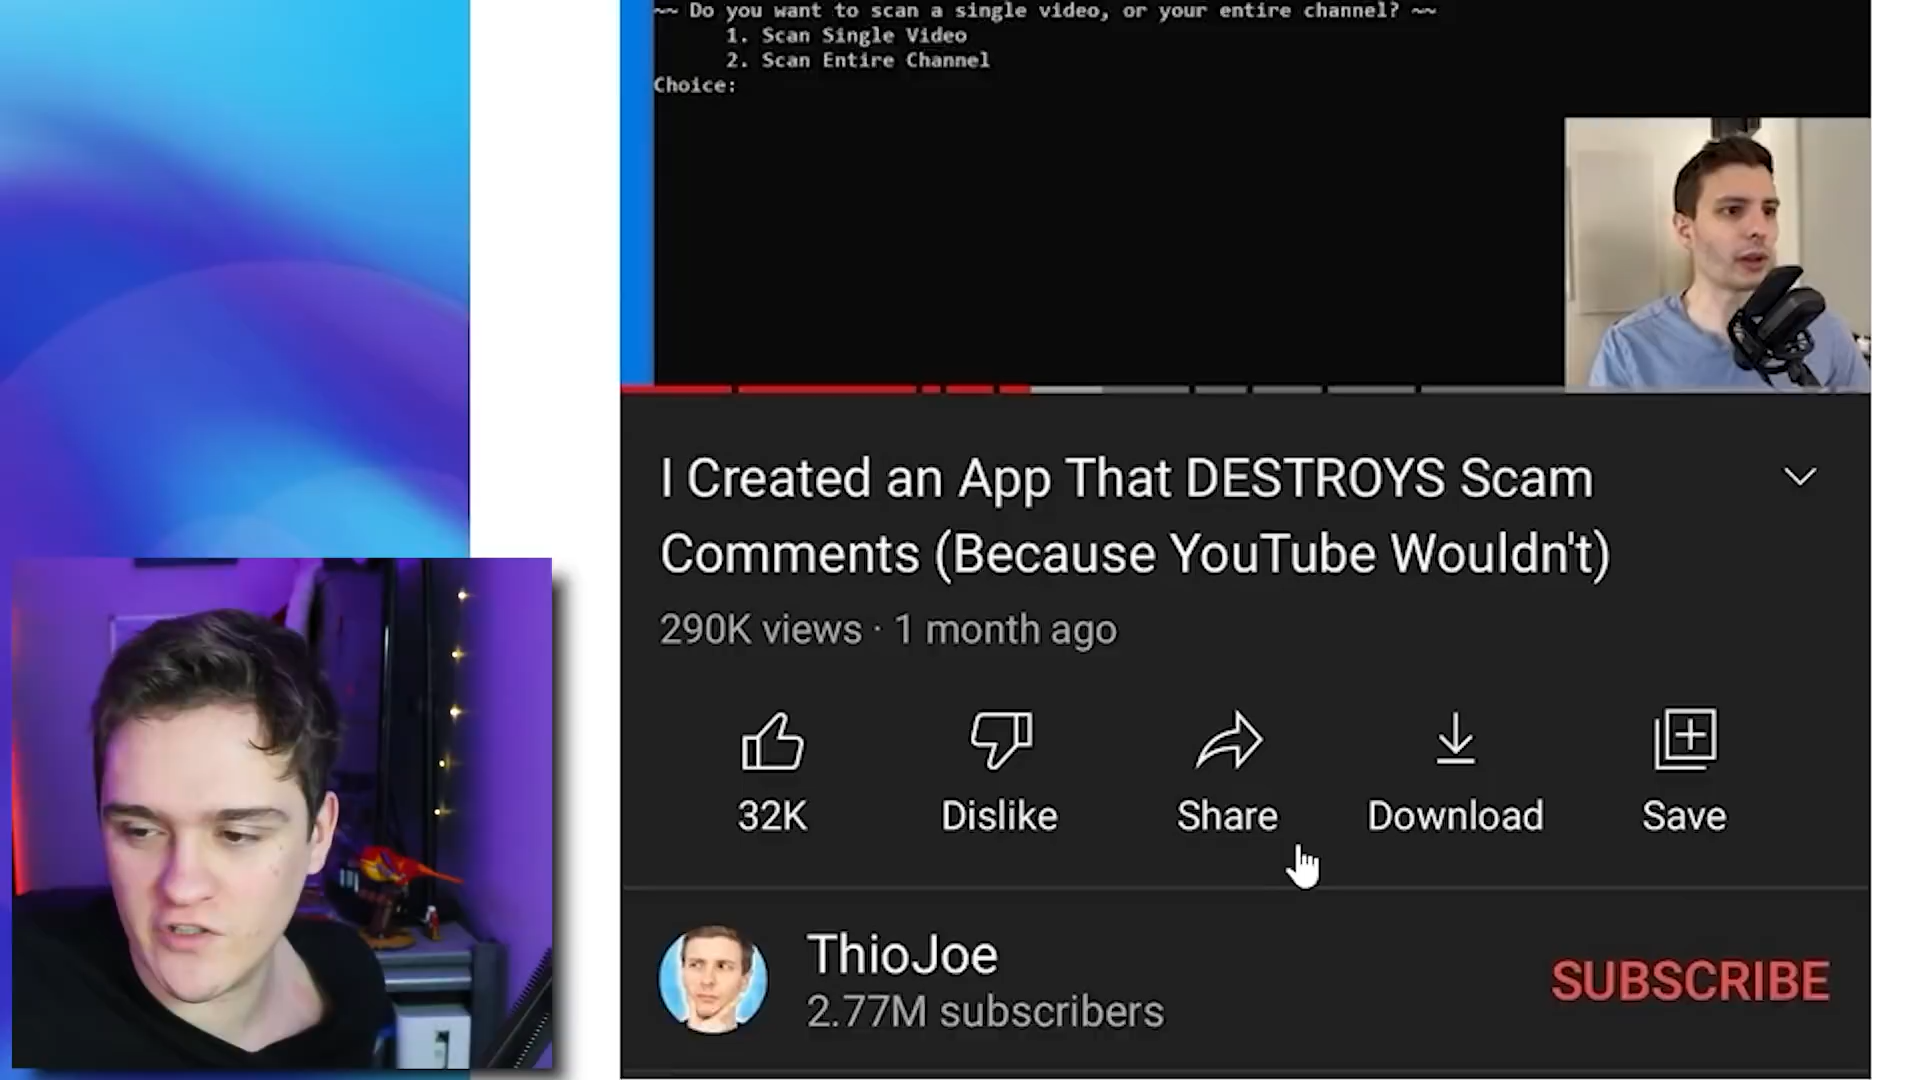 ~~ Do you want to scan a single video, or your entire channel? ~~
1. Scan Single Video
2. Scan Entire Channel
Choice:
I Created an App That DESTROYS Scam
Comments (Because YouTube Wouldn't)
290K views · 1 month ago
32K
Dislike
Share
Download
Save
ThioJoe
2.77M subscribers
SUBSCRIBE